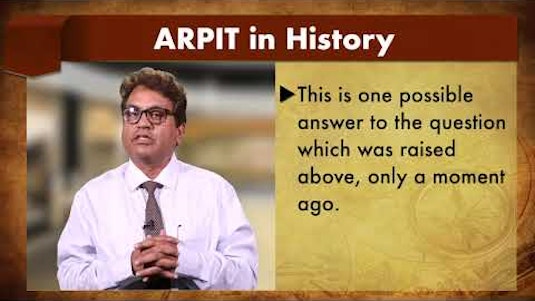 ARPIT in History
This is one possible
answer to the question
which was raised
above, only a moment
ago.